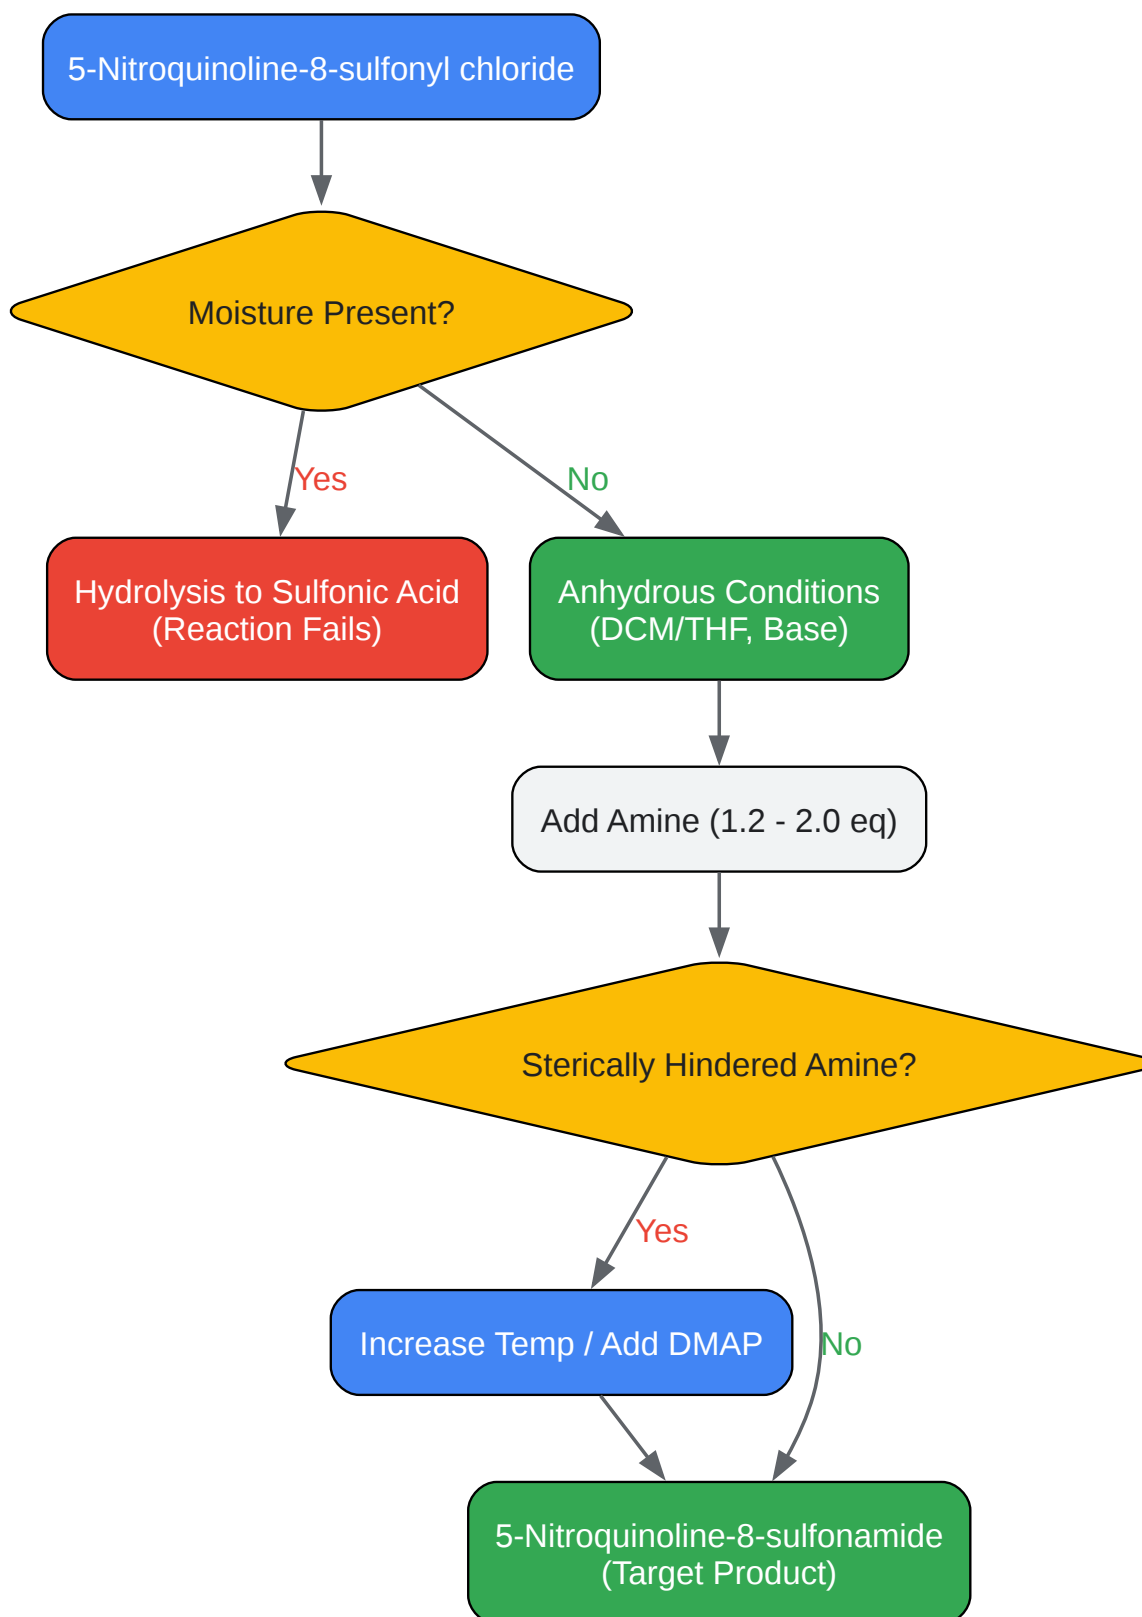 5-Nitroquinoline-8-sulfonyl chloride
Moisture Present?
Yes
No
Hydrolysis to Sulfonic Acid
(Reaction Fails)
Anhydrous Conditions
(DCM/THF, Base)
Add Amine (1.2 - 2.0 eq)
Sterically Hindered Amine?
Yes
Increase Temp / Add DMAP
No
5-Nitroquinoline-8-sulfonamide
(Target Product)